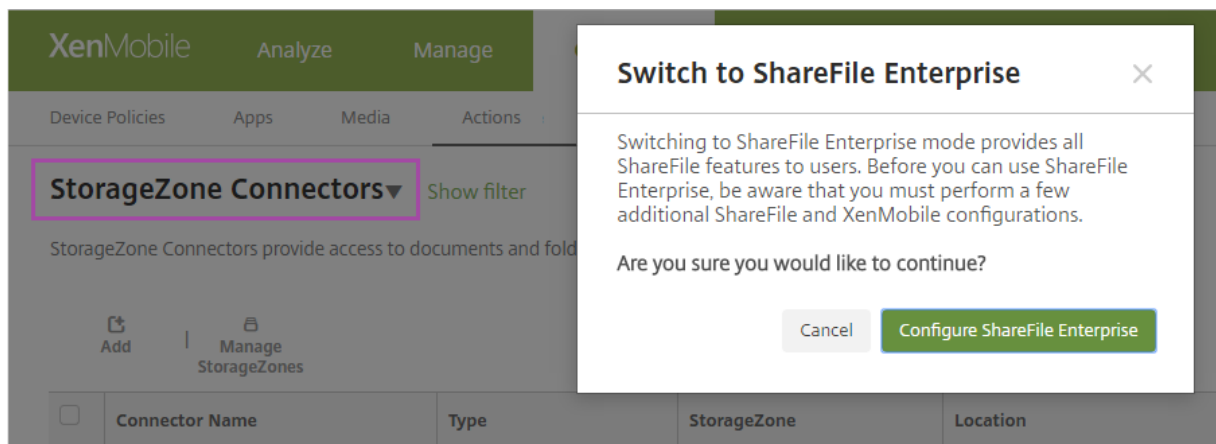 XenMobile Analyze Manage
Switch to ShareFile Enterprise
Device Policies Apps Media Actions
Switching to ShareFile Enterprise mode provides all
ShareFile features to users. Before you can use ShareFile
Enterprise, be aware that you must perform a few
additional ShareFile and XenMobile configurations.
Are you sure you would like to continue?
Cancel Configure ShareFile Enterprise
StorageZone Connectors Show filter
StorageZone Connectors provide access to documents and fold
Add | Manage
StorageZones
Connector Name Type StorageZone Location